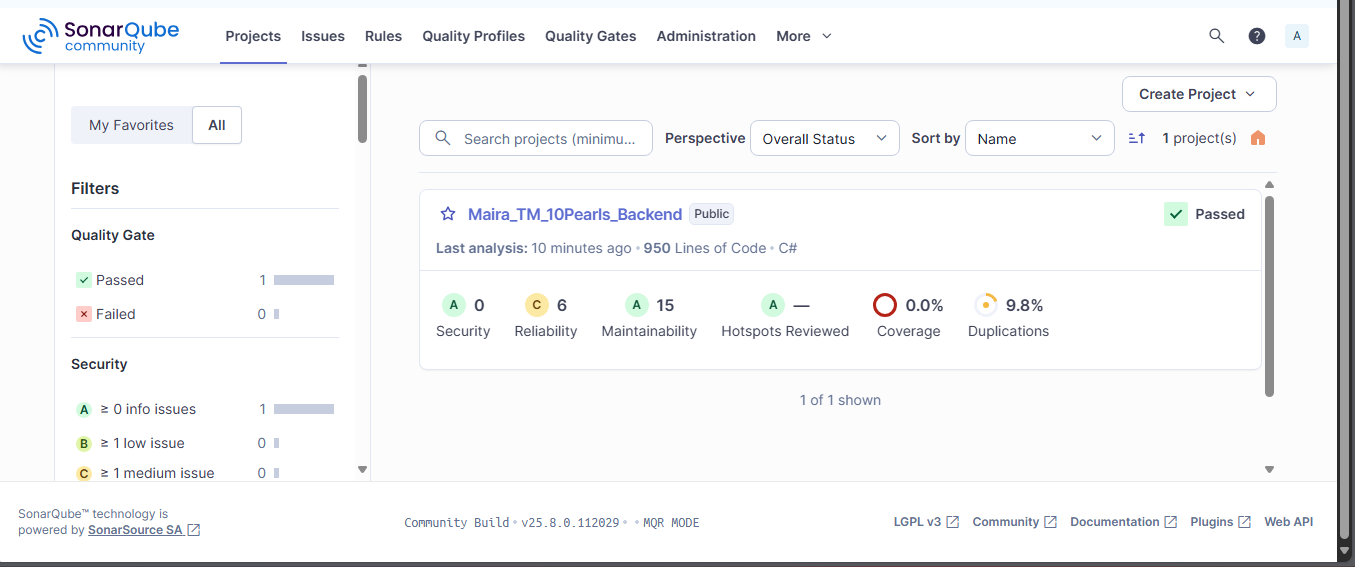 SonarQube
community
Projects Issues Rules Quality Profiles Quality Gates Administration More ? A
My Favorites All
Filters
Quality Gate
Passed 1
Failed 0
Security
A ≥ 0 info issues 1
B ≥ 1 low issue 0
C ≥ 1 medium issue 0
Create Project
Search projects (minimu... Perspective Overall Status Sort by Name 1 project(s)
Maira_TM_10Pearls_Backend Public Passed
Last analysis: 10 minutes ago • 950 Lines of Code • C#
A 0 C 6 A 15 A — 0.0% 9.8%
Security Reliability Maintainability Hotspots Reviewed Coverage Duplications
1 of 1 shown
SonarQube™ technology is
powered by SonarSource SA
Community Build • v25.8.0.112029 • • MQR MODE
LGPL v3 Community Documentation Plugins Web API